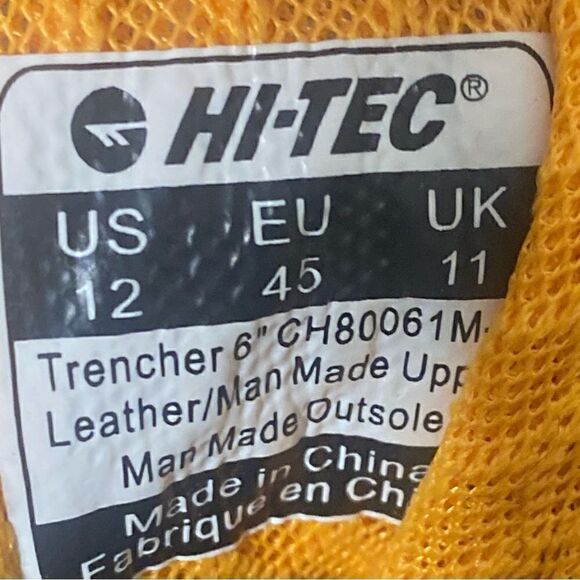 HI-TEC®
US EU UK
12 45 11
Trencher 6" CH80061M-
Leather/Man Made Upp
Man Made Outsole
Made in China
Fabrique en Ch